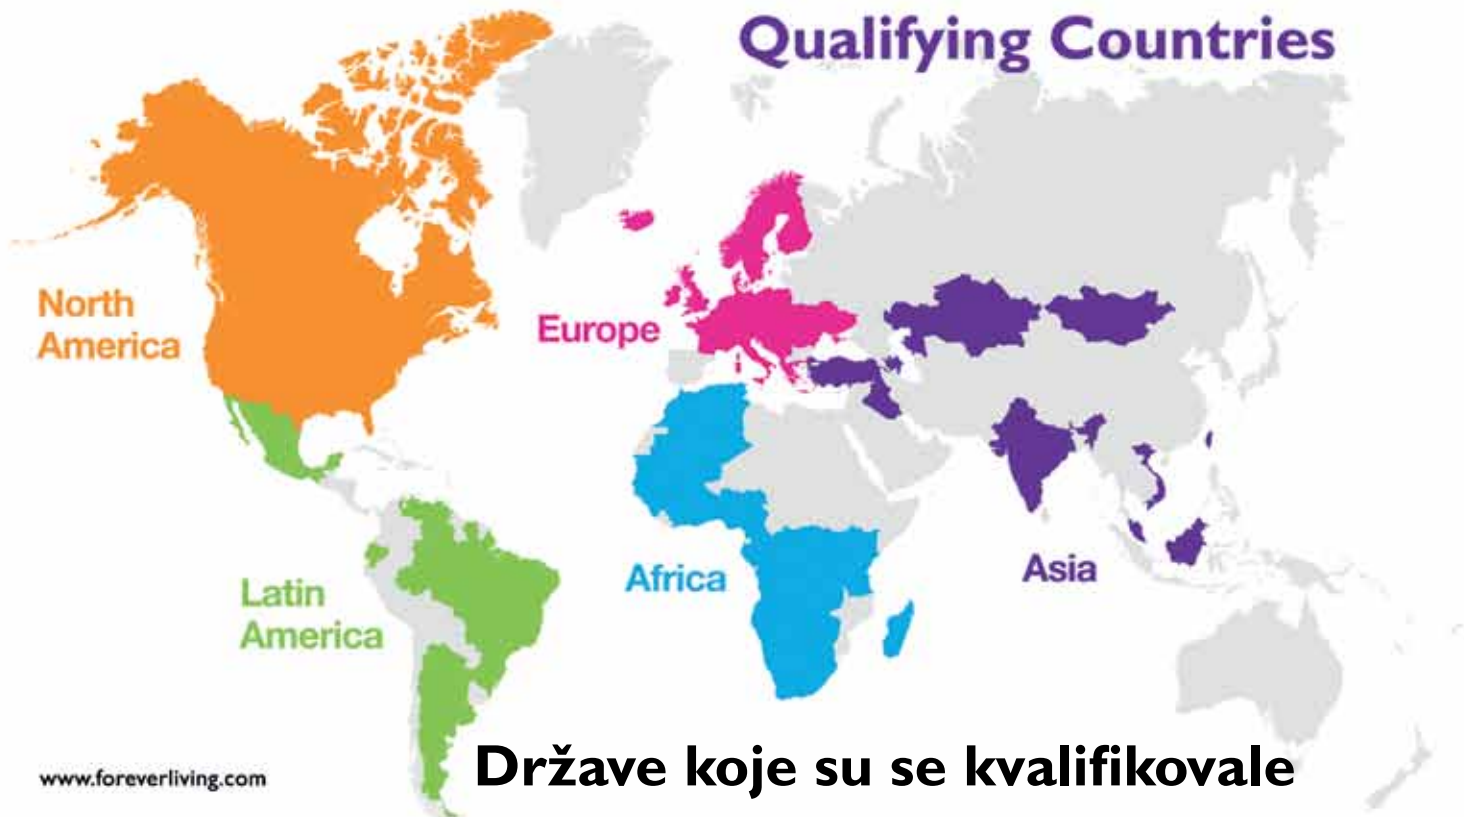 Qualifying Countries
North
America
Europe
Asia
Africa
Latin
America
www.foreverliving.com
Države koje su se kvalifikovale